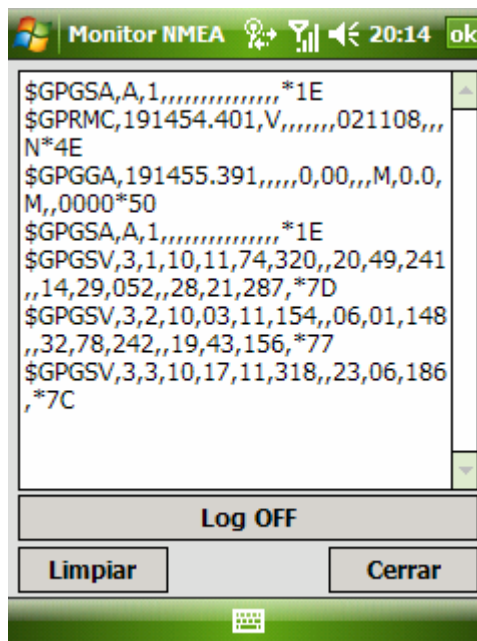 Monitor NMEA 20:14 ok
$GPGSA,A,1,,,,,,,,,,,,,,,*1E
$GPRMC,191454.401,V,,,,,,,021108,,,
N*4E
$GPGGA,191455.391,,,,,0,00,,,M,0.0,
M,,0000*50
$GPGSA,A,1,,,,,,,,,,,,,,,*1E
$GPGSV,3,1,10,11,74,320,,20,49,241
,,14,29,052,,28,21,287,*7D
$GPGSV,3,2,10,03,11,154,,06,01,148
,,32,78,242,,19,43,156,*77
$GPGSV,3,3,10,17,11,318,,23,06,186
,*7C
Log OFF
Limpiar Cerrar